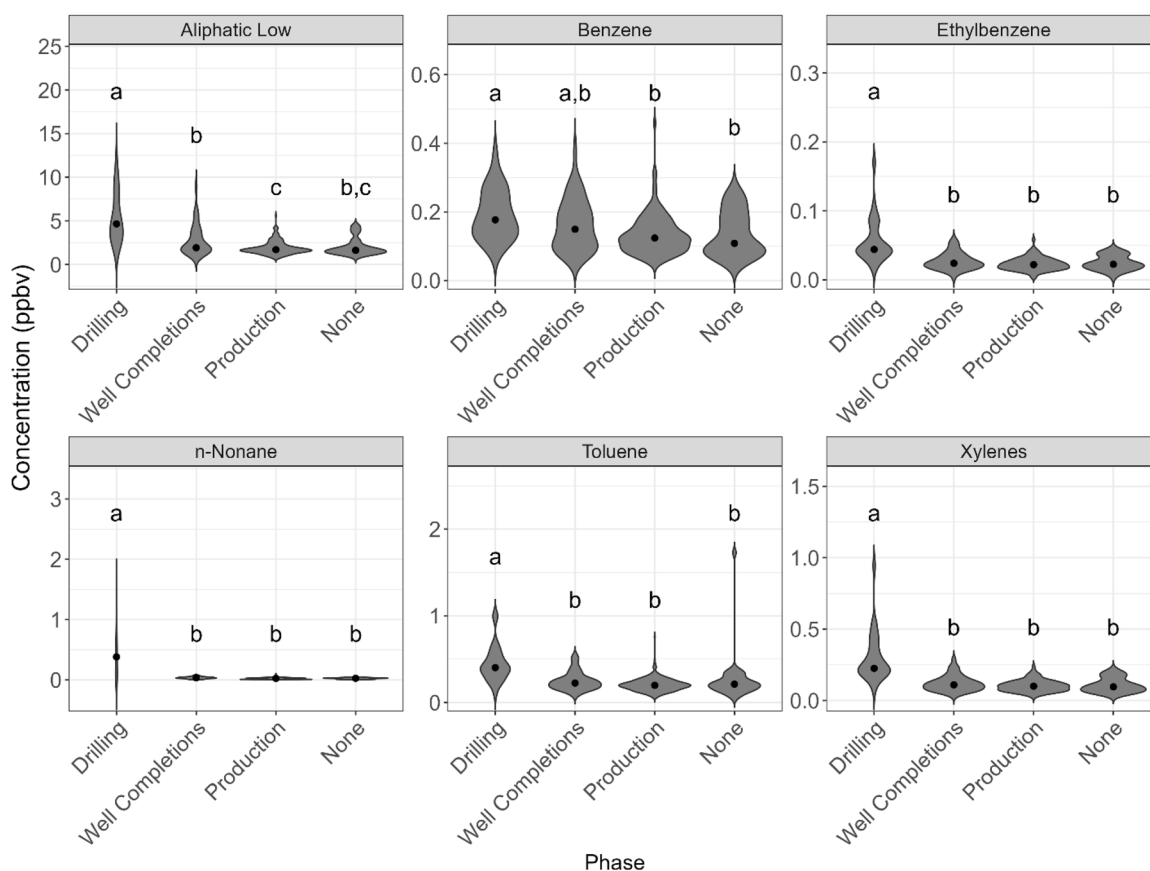 Aliphatic Low
Benzene
Ethylbenzene
25
20
15
10
5
0
a
b
c
b,c
0.6
0.4
0.2
0.0
a
a,b
b
b
0.3
0.2
0.1
0.0
a
b
b
b
Drilling
Well Completions
Production
None
Drilling
Well Completions
Production
None
Drilling
Well Completions
Production
None
Concentration (ppbv)
n-Nonane
Toluene
Xylenes
3
2
1
0
a
b
b
b
2
1
0
a
b
b
b
1.5
1.0
0.5
0.0
a
b
b
b
Drilling
Well Completions
Production
None
Drilling
Well Completions
Production
None
Drilling
Well Completions
Production
None
Phase